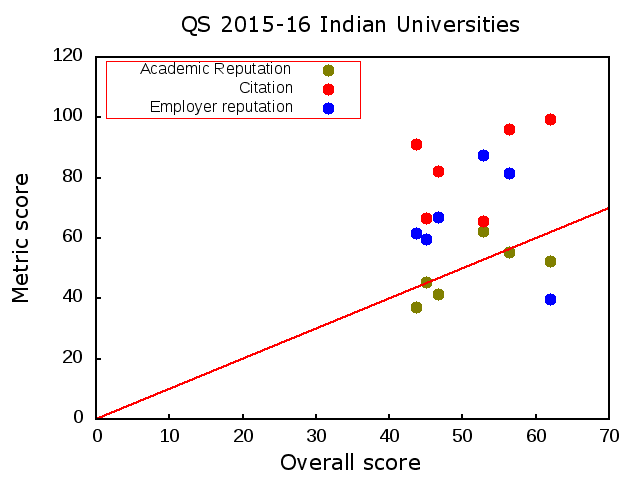 QS 2015-16 Indian Universities
120
Academic Reputation
Citation
Employer reputation
100
80
60
40
20
0
Metric score
0 10 20 30 40 50 60 70
Overall score